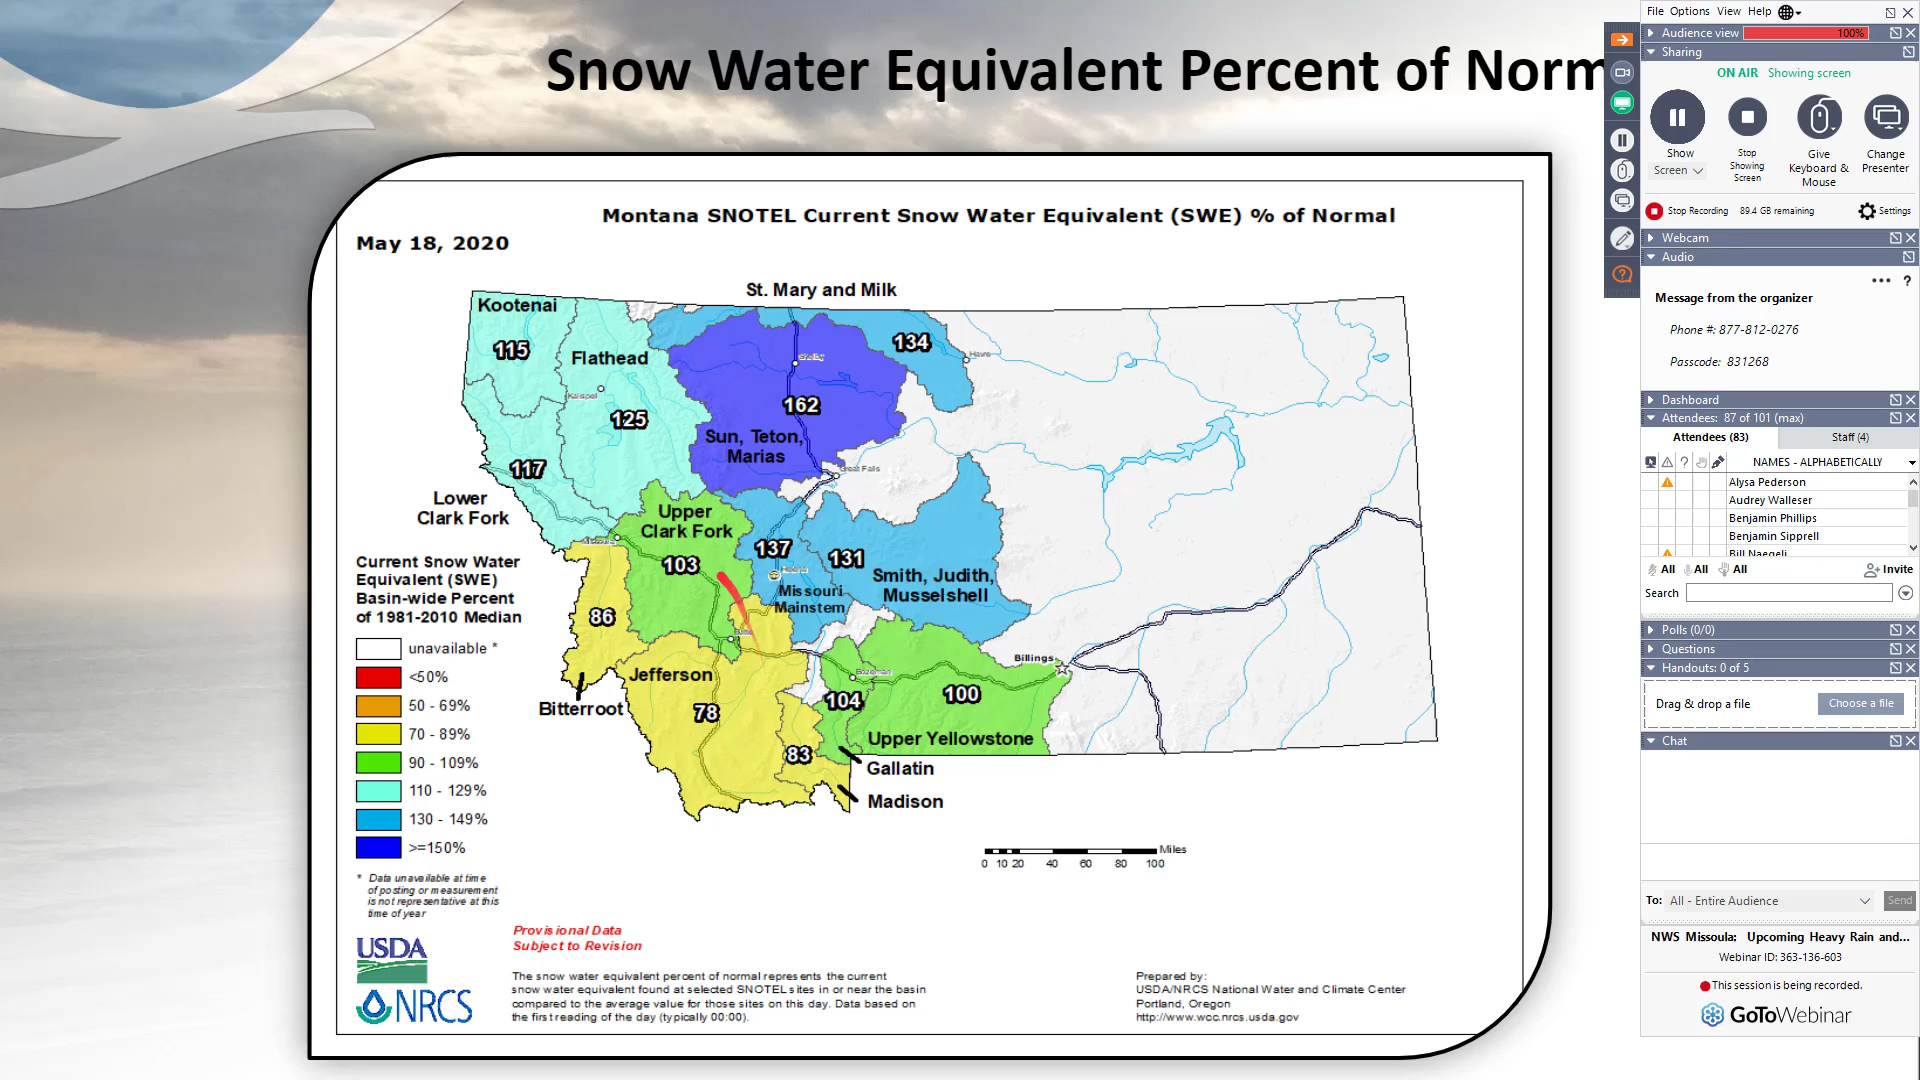 Snow Water Equivalent Percent of Norm
Montana SNOTEL Current Snow Water Equivalent (SWE) % of Normal
May 18, 2020
St. Mary and Milk
Kootenai
115
Flathead
134
Havre
Shelby
Kalispell
125
162
Sun, Teton,
Marias
117
Great Falls
Lower
Clark Fork
Upper
Clark Fork
Missoula
103
137
131
Helena
Smith, Judith,
Musselshell
Missouri
Mainstem
86
Butte
Billings
Jefferson
Bozeman
Bitterroot
78
104
100
Upper Yellowstone
83
Gallatin
Madison
Current Snow Water
Equivalent (SWE)
Basin-wide Percent
of 1981-2010 Median
unavailable *
<50%
50 - 69%
70 - 89%
90 - 109%
110 - 129%
130 - 149%
>=150%
* Data unavailable at time
of posting or measurement
is not representative at this
time of year
Miles
0 10 20 40 60 80 100
Provisional Data
Subject to Revision
USDA
NRCS
The snow water equivalent percent of normal represents the current
snow water equivalent found at selected SNOTEL sites in or near the basin
compared to the average value for those sites on this day. Data based on
the first reading of the day (typically 00:00).
Prepared by:
USDA/NRCS National Water and Climate Center
Portland, Oregon
http://www.wcc.nrcs.usda.gov
File Options View Help
Audience view 100%
Sharing
ON AIR Showing screen
Show
Screen
Stop
Showing
Screen
Give
Keyboard &
Mouse
Change
Presenter
Stop Recording 89.4 GB remaining Settings
Webcam
Audio
... ?
Message from the organizer
Phone #: 877-812-0276
Passcode: 831268
Dashboard
Attendees: 87 of 101 (max)
Attendees (83) Staff (4)
? NAMES - ALPHABETICALLY
Alysa Pederson
Audrey Walleser
Benjamin Phillips
Benjamin Sipprell
Bill Naegeli
All All All Invite
Search
Polls (0/0)
Questions
Handouts: 0 of 5
Drag & drop a file Choose a file
Chat
To: All - Entire Audience Send
NWS Missoula: Upcoming Heavy Rain and...
Webinar ID: 363-136-603
This session is being recorded.
GoToWebinar